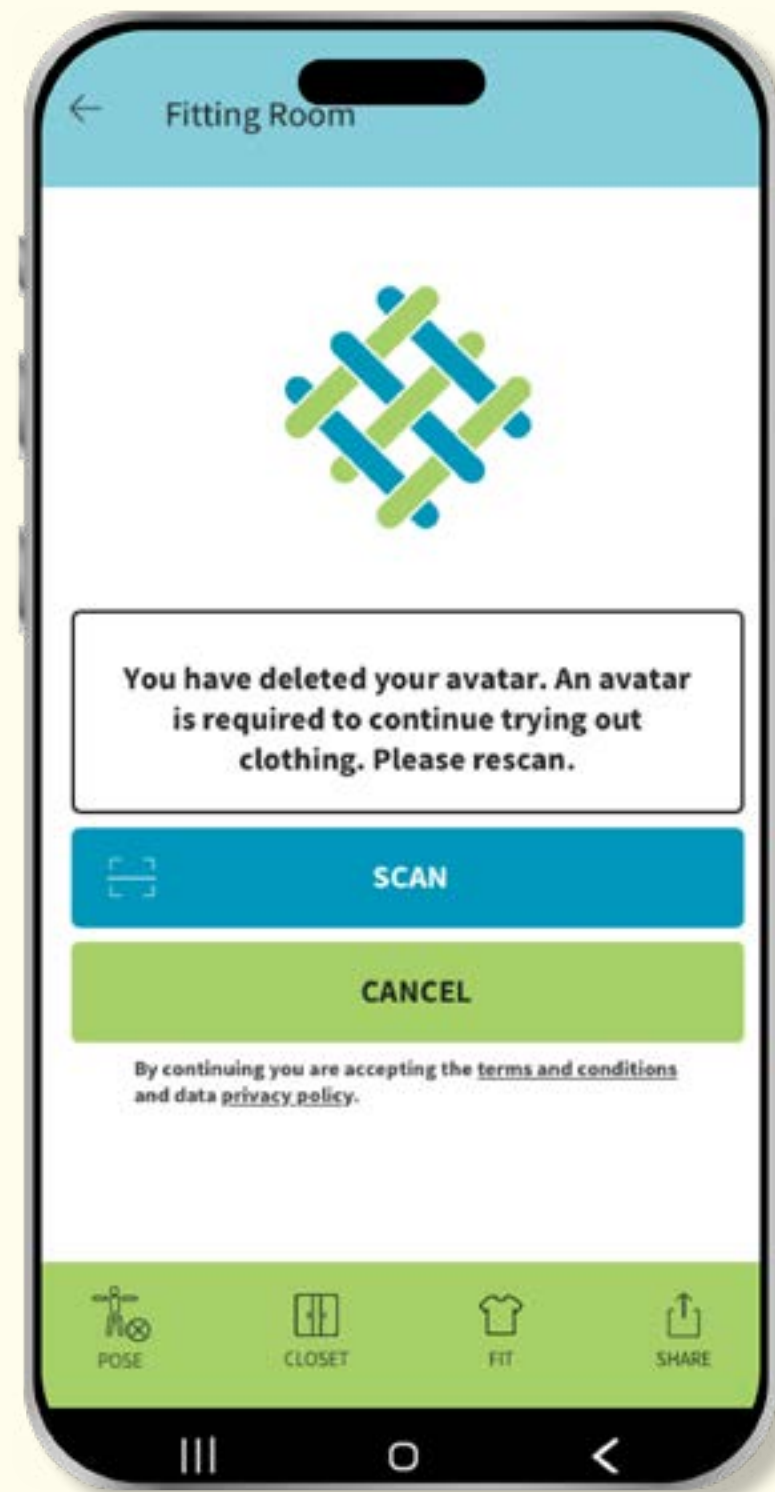 Fitting Room
You have deleted your avatar. An avatar
is required to continue trying out
clothing. Please rescan.
SCAN
CANCEL
By continuing you are accepting the terms and conditions
and data privacy policy.
POSE CLOSET FIT SHARE